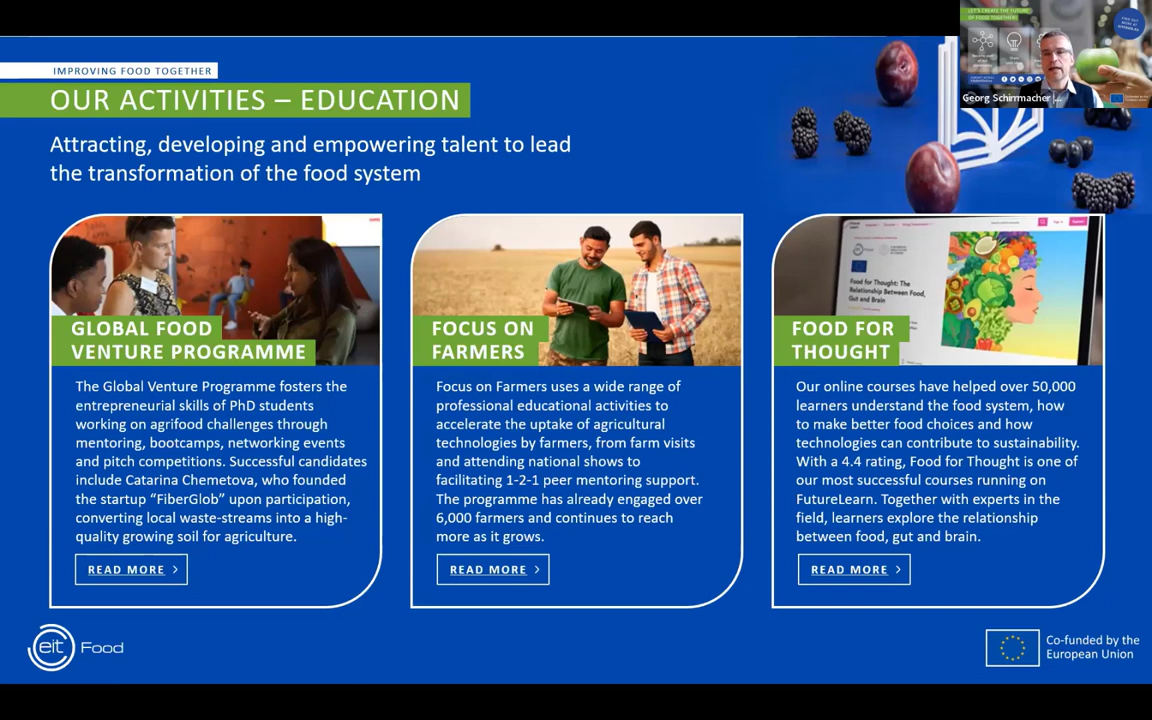 LET'S CREATE THE FUTURE
OF FOOD TOGETHER!
Georg Schirrmacher |...
IMPROVING FOOD TOGETHER
OUR ACTIVITIES – EDUCATION
Attracting, developing and empowering talent to lead
the transformation of the food system
GLOBAL FOOD
VENTURE PROGRAMME
The Global Venture Programme fosters the
entrepreneurial skills of PhD students
working on agrifood challenges through
mentoring, bootcamps, networking events
and pitch competitions. Successful candidates
include Catarina Chemetova, who founded
the startup “FiberGlob” upon participation,
converting local waste-streams into a high-
quality growing soil for agriculture.
READ MORE >
FOCUS ON
FARMERS
Focus on Farmers uses a wide range of
professional educational activities to
accelerate the uptake of agricultural
technologies by farmers, from farm visits
and attending national shows to
facilitating 1-2-1 peer mentoring support.
The programme has already engaged over
6,000 farmers and continues to reach
more as it grows.
READ MORE >
Food for Thought: The
Relationship Between Food,
Gut and Brain
FOOD FOR
THOUGHT
Our online courses have helped over 50,000
learners understand the food system, how
to make better food choices and how
technologies can contribute to sustainability.
With a 4.4 rating, Food for Thought is one of
our most successful courses running on
FutureLearn. Together with experts in the
field, learners explore the relationship
between food, gut and brain.
READ MORE >
eit Food
Co-funded by the
European Union